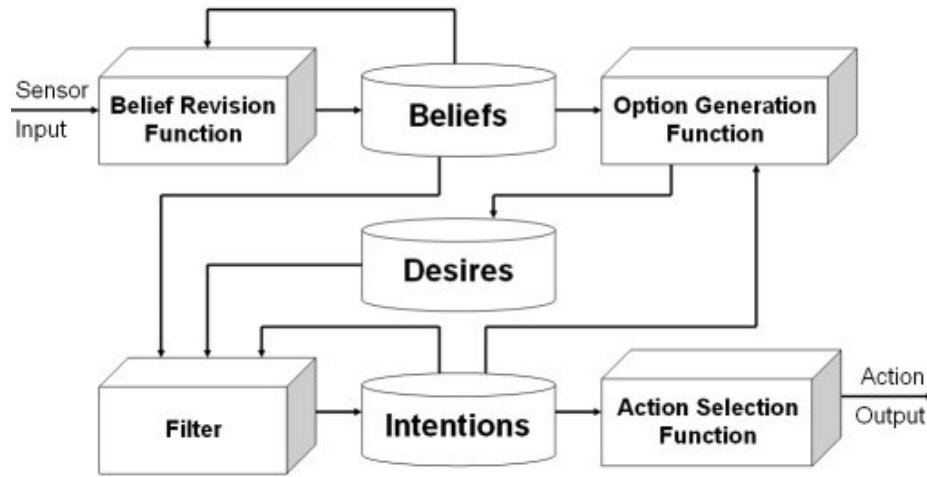 Sensor
Input
Belief Revision
Function
Beliefs
Option Generation
Function
Desires
Filter
Intentions
Action Selection
Function
Action
Output